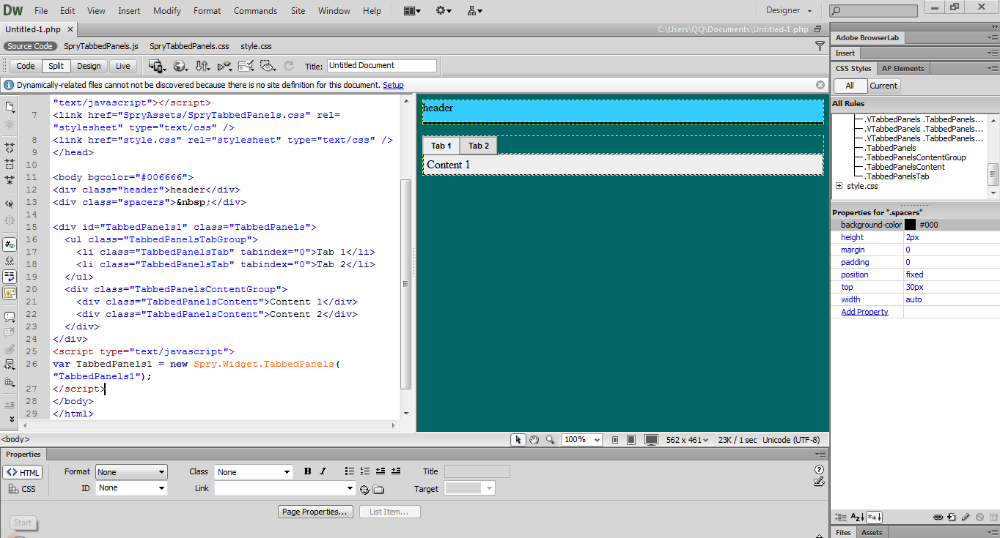 Dw File Edit View Insert Modify Format Commands Site Window Help Designer
Untitled-1.php × C:\Users\QQ\Documents\Untitled-1.php
Source Code SpryTabbedPanels.js SpryTabbedPanels.css style.css
Code Split Design Live Title: Untitled Document
Dynamically-related files cannot be discovered because there is no site definition for this document. Setup
"text/javascript"></script>
7 <link href="SpryAssets/SpryTabbedPanels.css" rel=
"stylesheet" type="text/css" />
8 <link href="style.css" rel="stylesheet" type="text/css" />
9 </head>
10
11 <body bgcolor="#006666">
12 <div class="header">header</div>
13 <div class="spacers">&nbsp;</div>
14
15 <div id="TabbedPanels1" class="TabbedPanels">
16 <ul class="TabbedPanelsTabGroup">
17 <li class="TabbedPanelsTab" tabindex="0">Tab 1</li>
18 <li class="TabbedPanelsTab" tabindex="0">Tab 2</li>
19 </ul>
20 <div class="TabbedPanelsContentGroup">
21 <div class="TabbedPanelsContent">Content 1</div>
22 <div class="TabbedPanelsContent">Content 2</div>
23 </div>
24 </div>
25 <script type="text/javascript">
26 var TabbedPanels1 = new Spry.Widget.TabbedPanels(
"TabbedPanels1");
27 </script>
28 </body>
29 </html>
header
Tab 1 Tab 2
Content 1
Adobe BrowserLab
Insert
CSS Styles AP Elements
All Current
All Rules
.VTabbedPanels .TabbedPanels...
.VTabbedPanels .TabbedPanels...
.VTabbedPanels .TabbedPanels...
.TabbedPanels
.TabbedPanelsContentGroup
.TabbedPanelsContent
.TabbedPanelsTab
style.css
Properties for ".spacers"
background-color #000
height 2px
margin 0
padding 0
position fixed
top 30px
width auto
Add Property
<body> 100% 562 x 461 23K / 1 sec Unicode (UTF-8)
Properties
<> HTML Format None Class None B I Title
CSS ID None Link Target
Page Properties... List Item...
Start
Files Assets